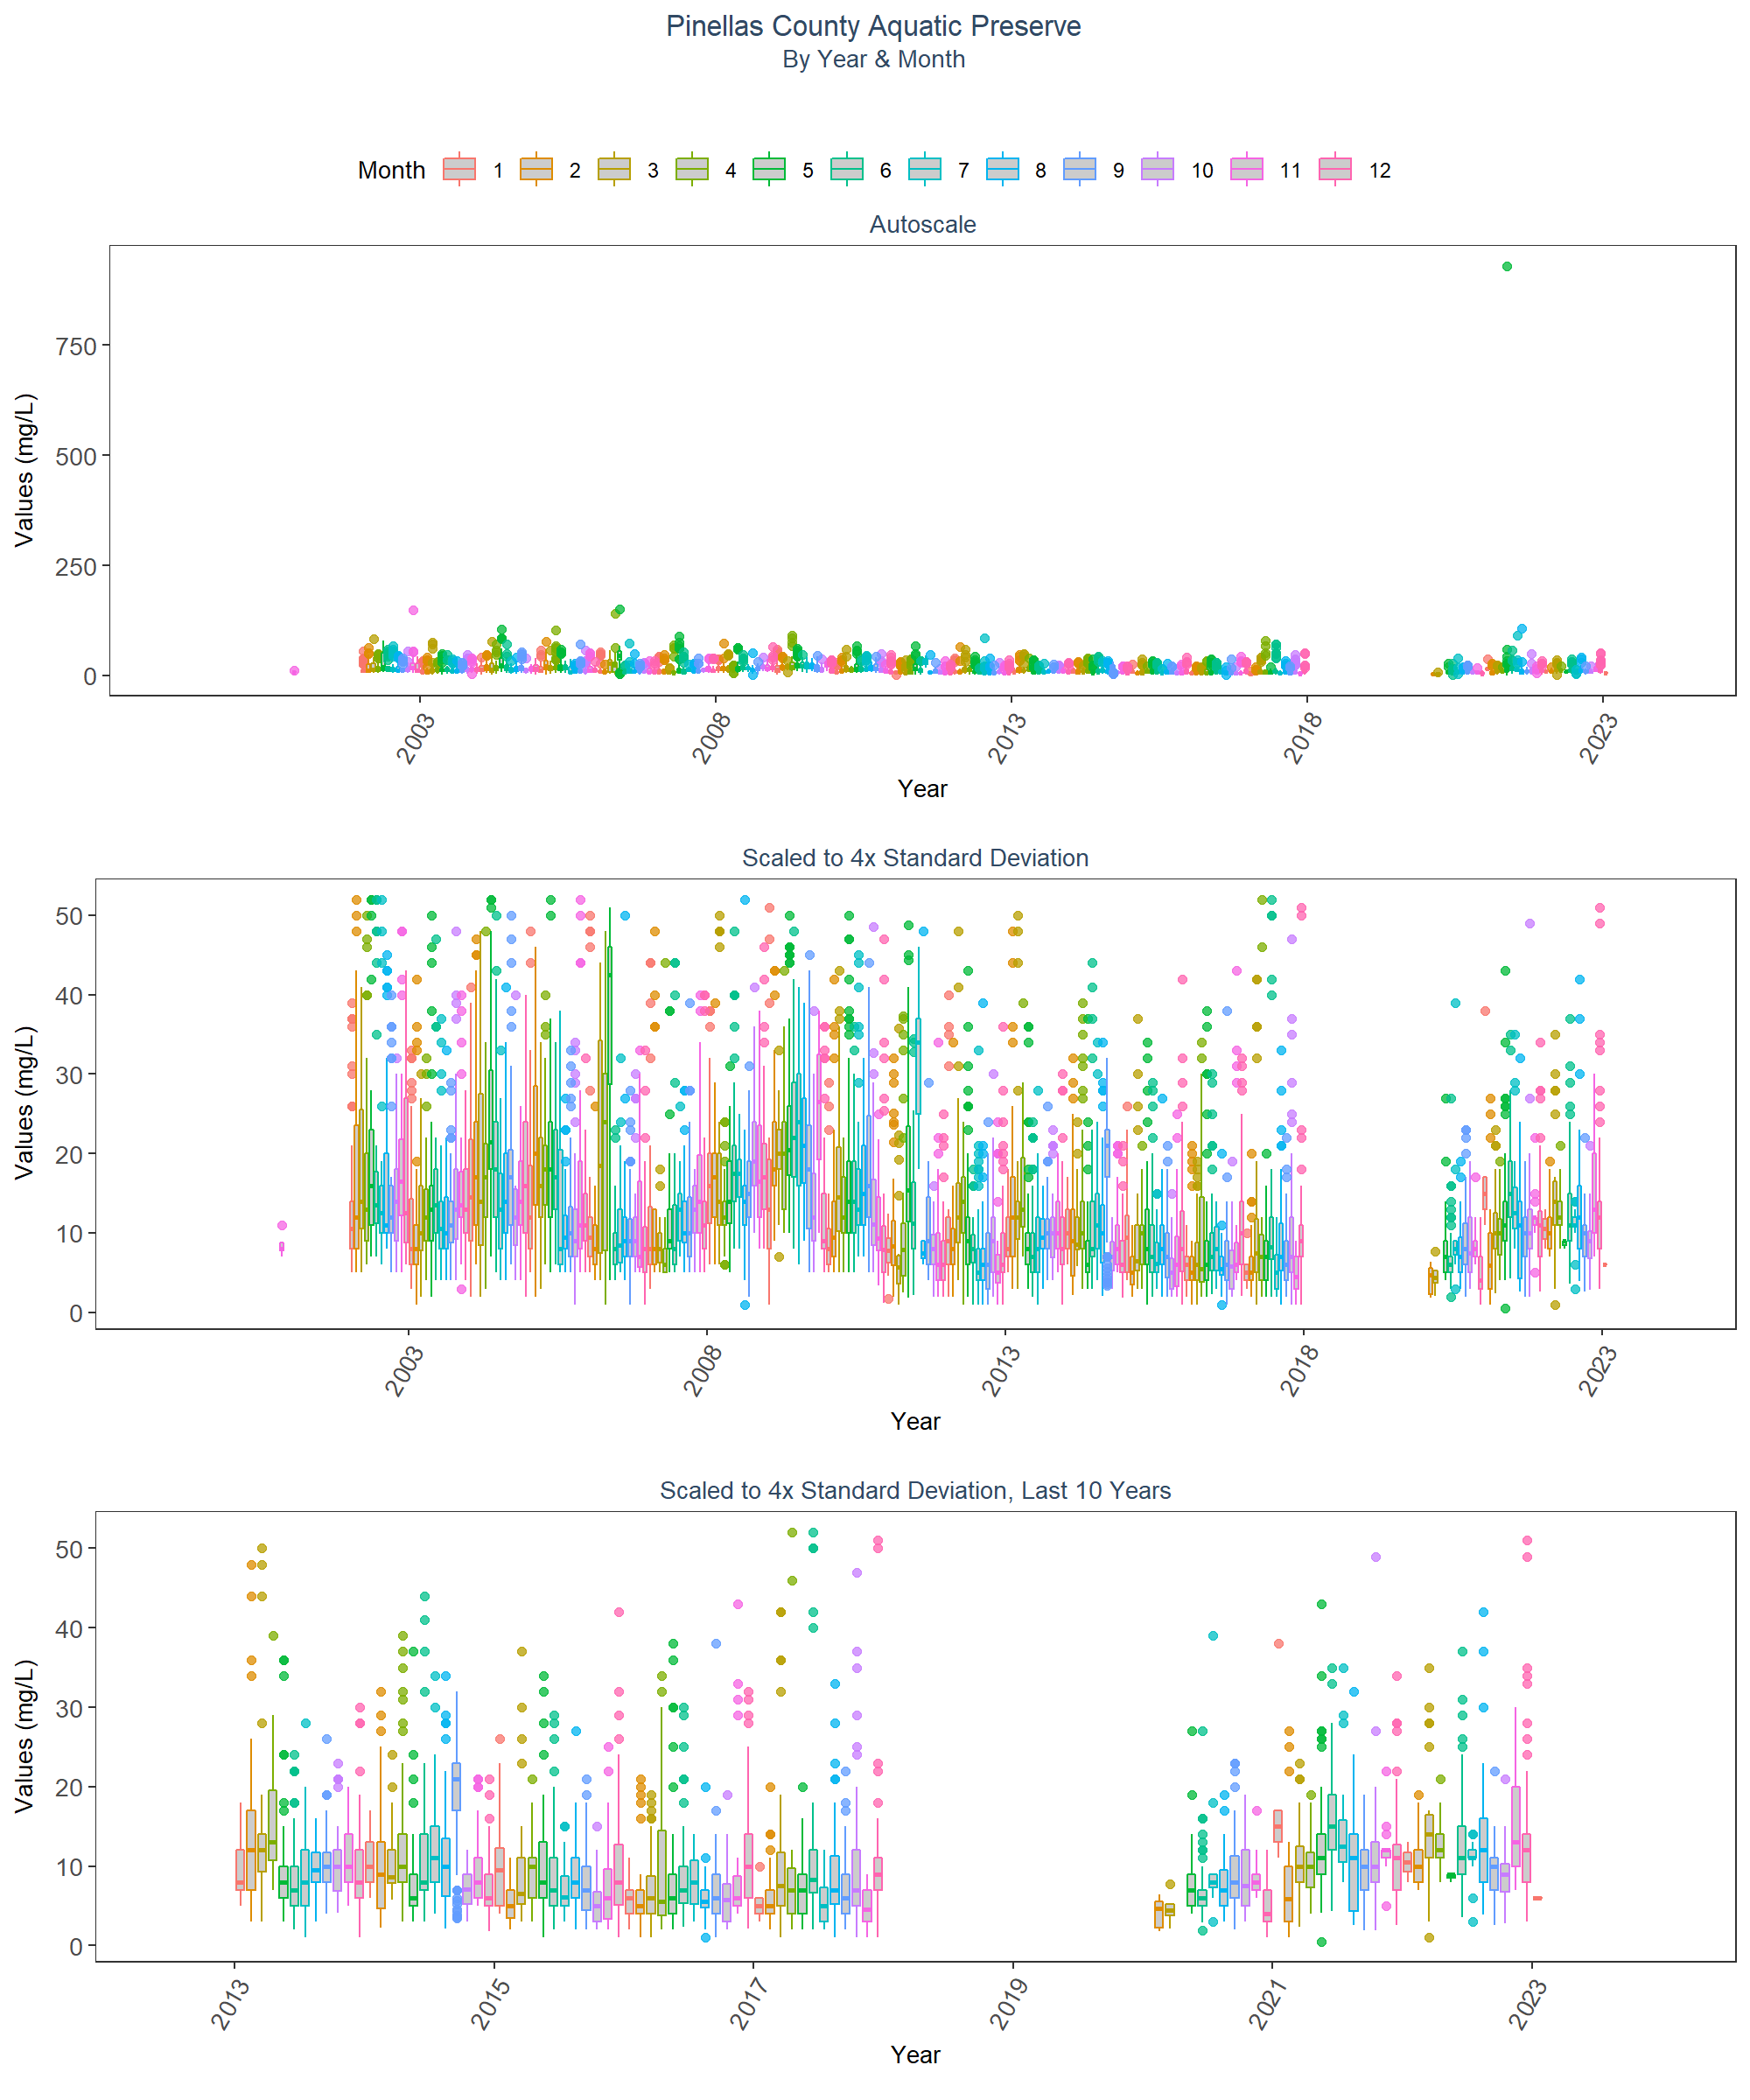 Pinellas County Aquatic Preserve
By Year & Month
Month 1 2 3 4 5 6 7 8 9 10 11 12
Autoscale
Values (mg/L)
750
500
250
0
2003 2008 2013 2018 2023
Year
Scaled to 4x Standard Deviation
Values (mg/L)
50
40
30
20
10
0
2003 2008 2013 2018 2023
Year
Scaled to 4x Standard Deviation, Last 10 Years
Values (mg/L)
50
40
30
20
10
0
2013 2015 2017 2019 2021 2023
Year